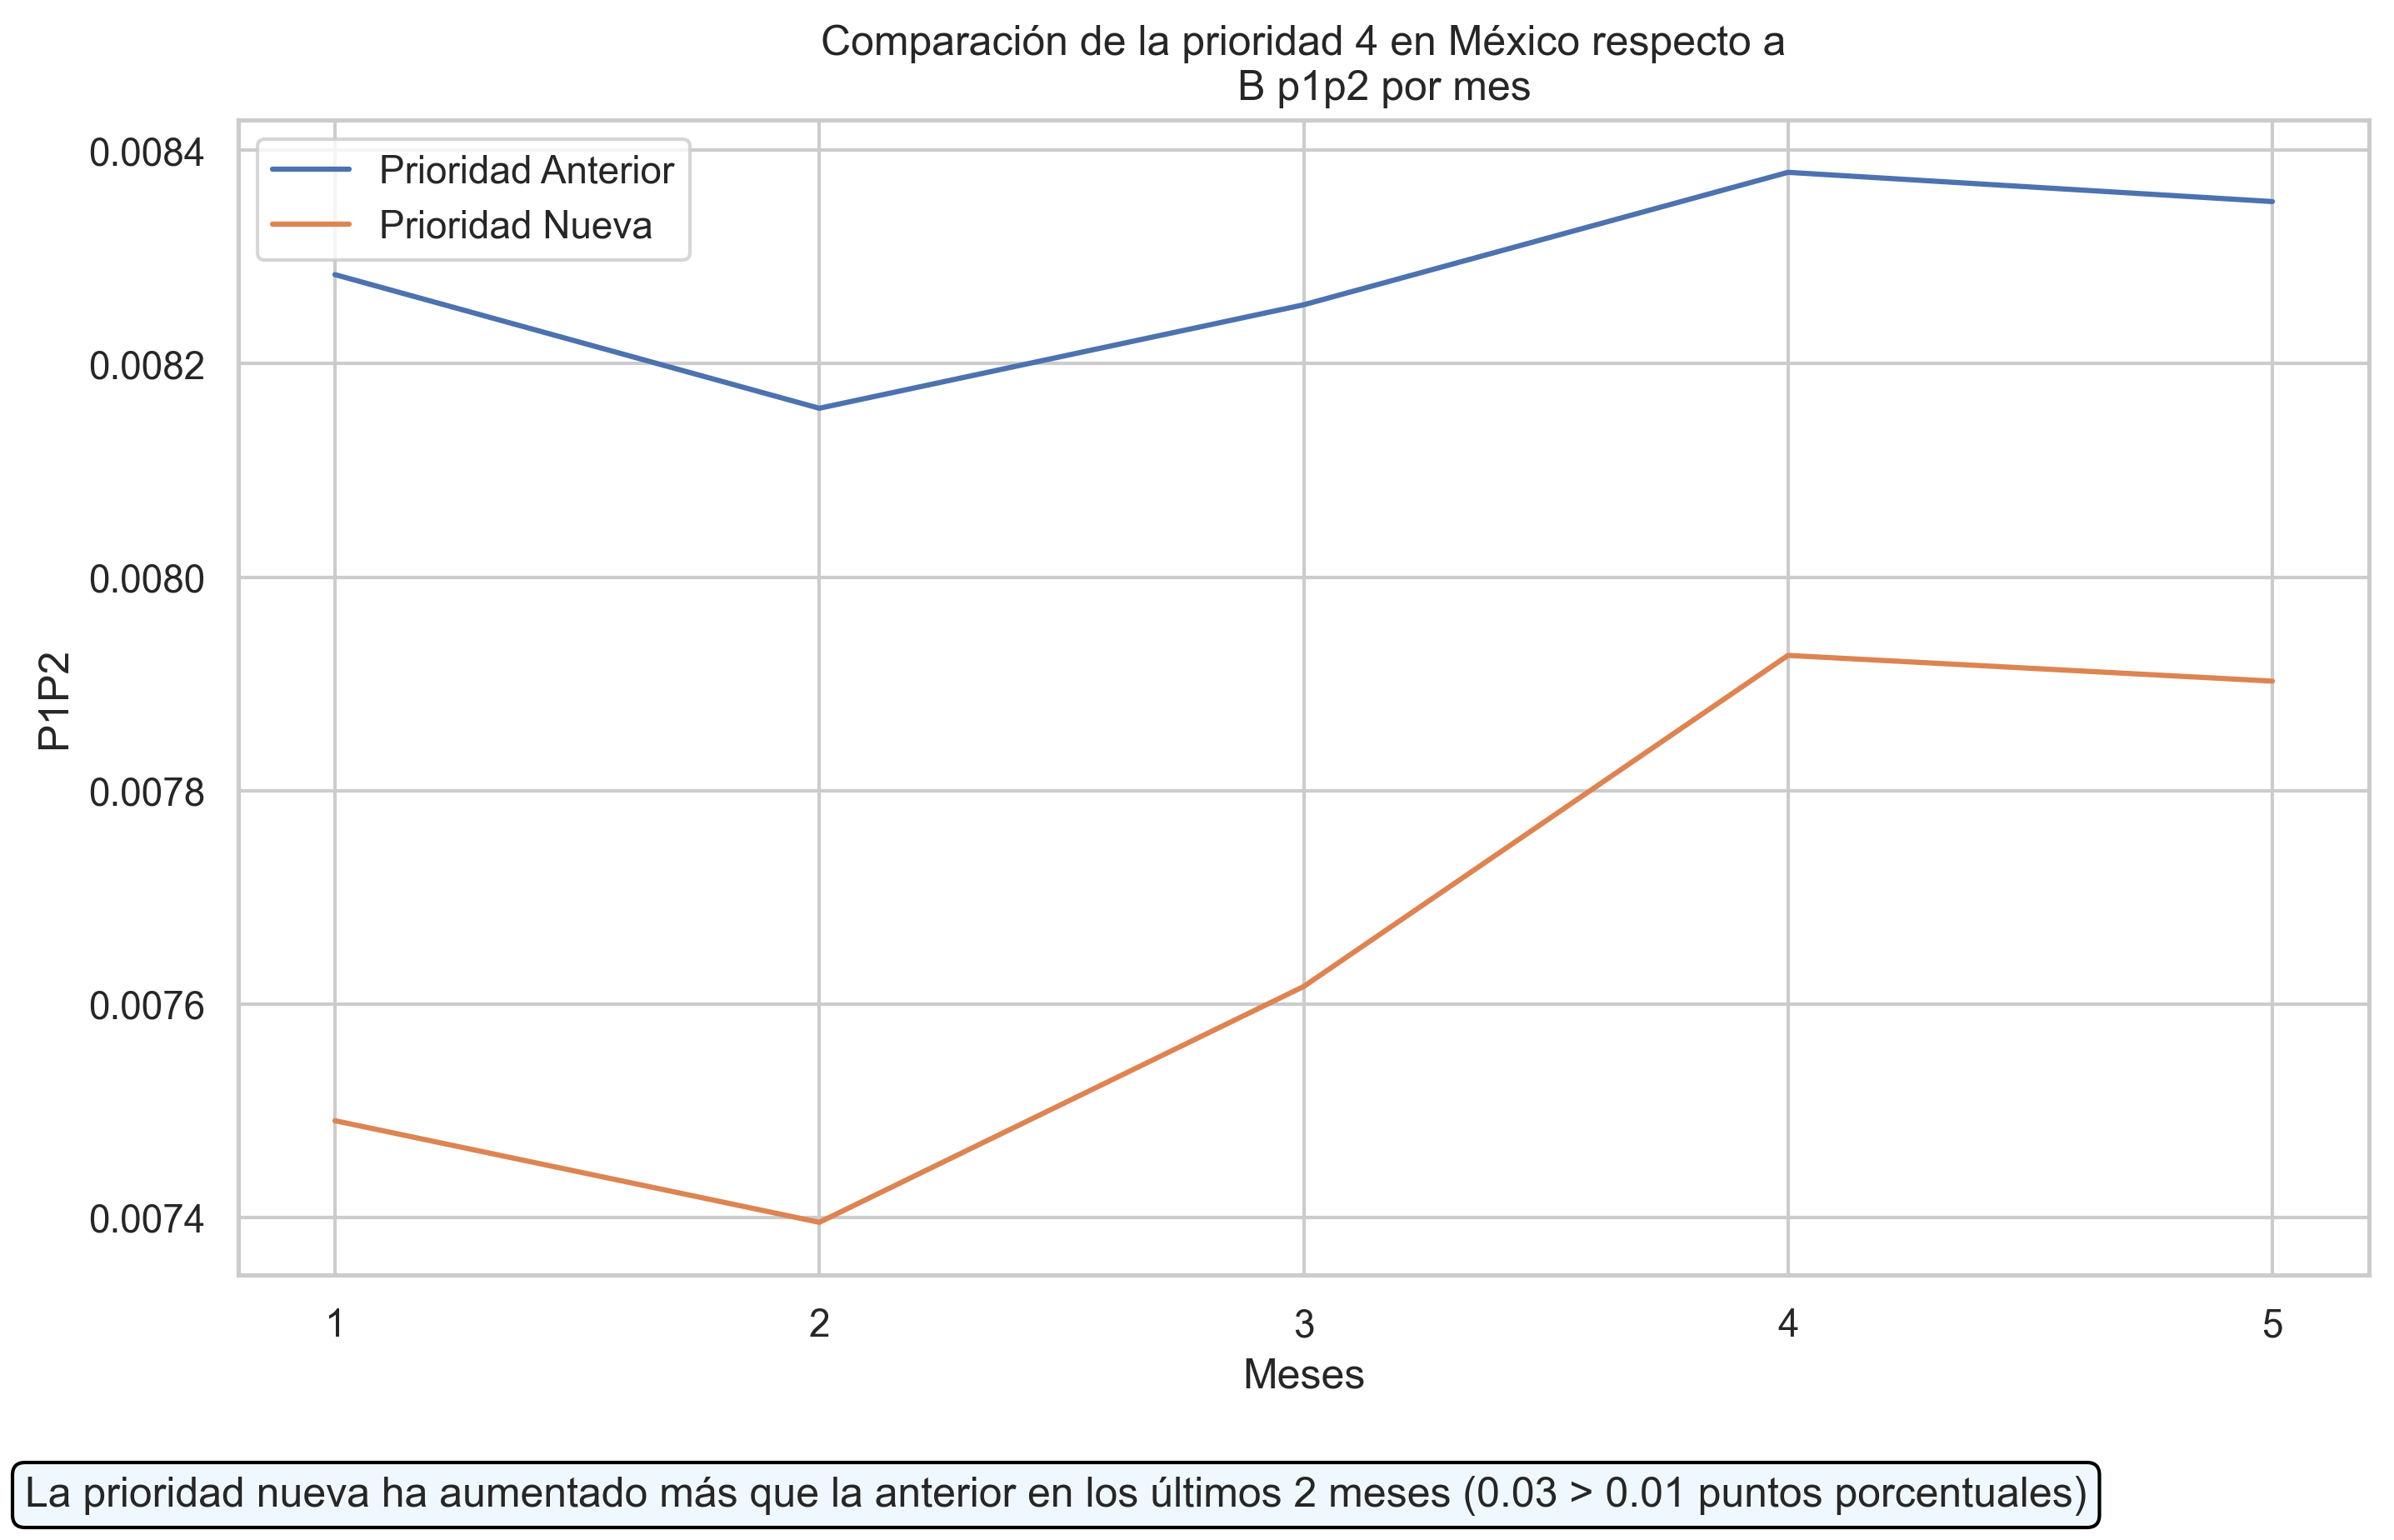 Comparación de la prioridad 4 en México respecto a
B p1p2 por mes
Prioridad Anterior
Prioridad Nueva
0.0084
0.0082
0.0080
0.0078
0.0076
0.0074
P1P2
1 2 3 4 5
Meses
La prioridad nueva ha aumentado más que la anterior en los últimos 2 meses (0.03 > 0.01 puntos porcentuales)